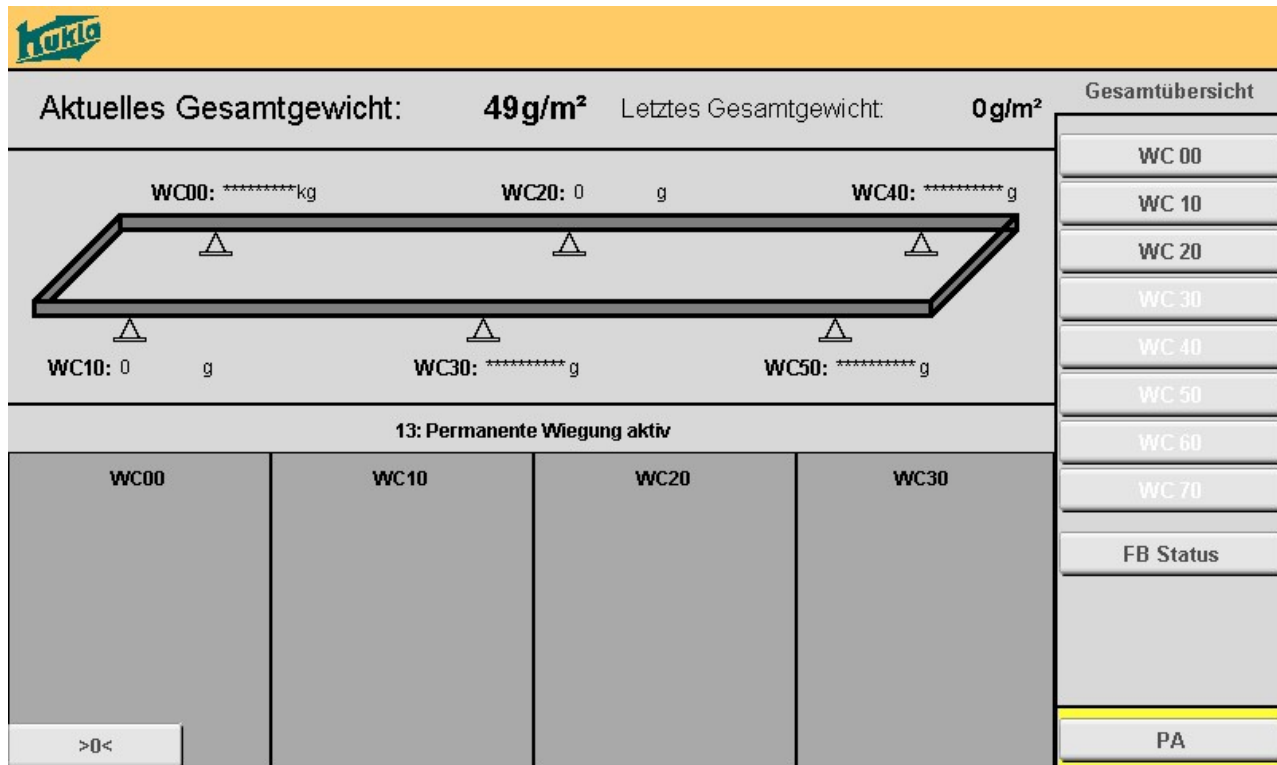 kukla
Gesamtübersicht
Aktuelles Gesamtgewicht: 49g/m² Letztes Gesamtgewicht: 0g/m²
WC 00
WC 10
WC 20
WC 30
WC 40
WC 50
WC 60
WC 70
FB Status
PA
WC00: *********kg WC20: 0 g WC40: **********g
WC10: 0 g WC30: **********g WC50: **********g
13: Permanente Wiegung aktiv
WC00 WC10 WC20 WC30
>0<